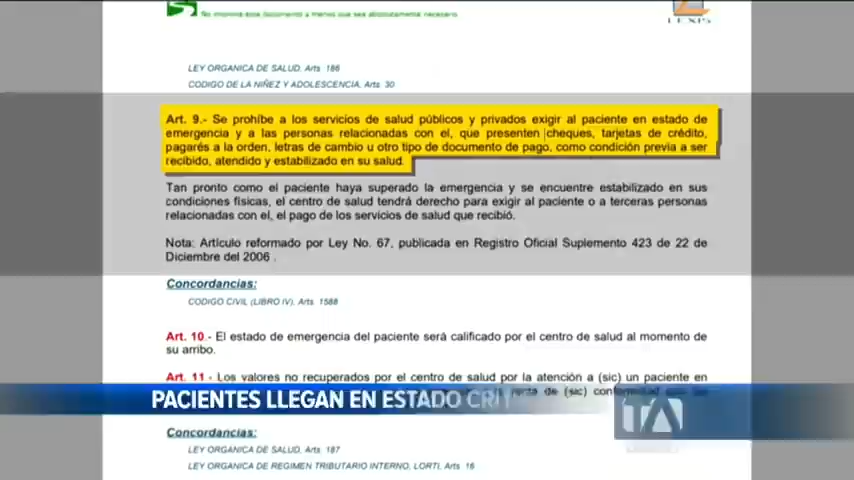 No imprima este documento a menos que sea absolutamente necesario
LEXIS
LEY ORGANICA DE SALUD, Arts. 186
CODIGO DE LA NIÑEZ Y ADOLESCENCIA, Arts. 30
Art. 9.- Se prohíbe a los servicios de salud públicos y privados exigir al paciente en estado de
emergencia y a las personas relacionadas con el, que presenten cheques, tarjetas de crédito,
pagarés a la orden, letras de cambio u otro tipo de documento de pago, como condición previa a ser
recibido, atendido y estabilizado en su salud.
Tan pronto como el paciente haya superado la emergencia y se encuentre estabilizado en sus
condiciones físicas, el centro de salud tendrá derecho para exigir al paciente o a terceras personas
relacionadas con el, el pago de los servicios de salud que recibió.
Nota: Artículo reformado por Ley No. 67, publicada en Registro Oficial Suplemento 423 de 22 de
Diciembre del 2006 .
Concordancias:
CODIGO CIVIL (LIBRO IV), Arts. 1588
Art. 10.- El estado de emergencia del paciente será calificado por el centro de salud al momento de
su arribo.
Art. 11.- Los valores no recuperados por el centro de salud por la atención a (sic) un paciente en
de (sic)
PACIENTES LLEGAN EN ESTADO CRI
TA
Concordancias:
LEY ORGANICA DE SALUD, Arts. 187
LEY ORGANICA DE REGIMEN TRIBUTARIO INTERNO, LORTI, Arts. 16